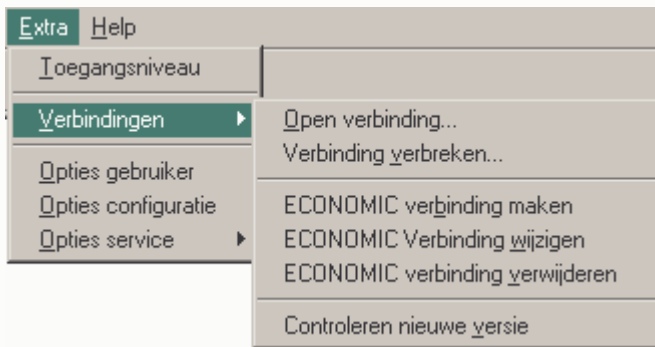 Extra Help
Toegangsniveau
Verbindingen
Opties gebruiker
Opties configuratie
Opties service
Open verbinding...
Verbinding verbreken...
ECONOMIC verbinding maken
ECONOMIC Verbinding wijzigen
ECONOMIC verbinding verwijderen
Controleren nieuwe versie